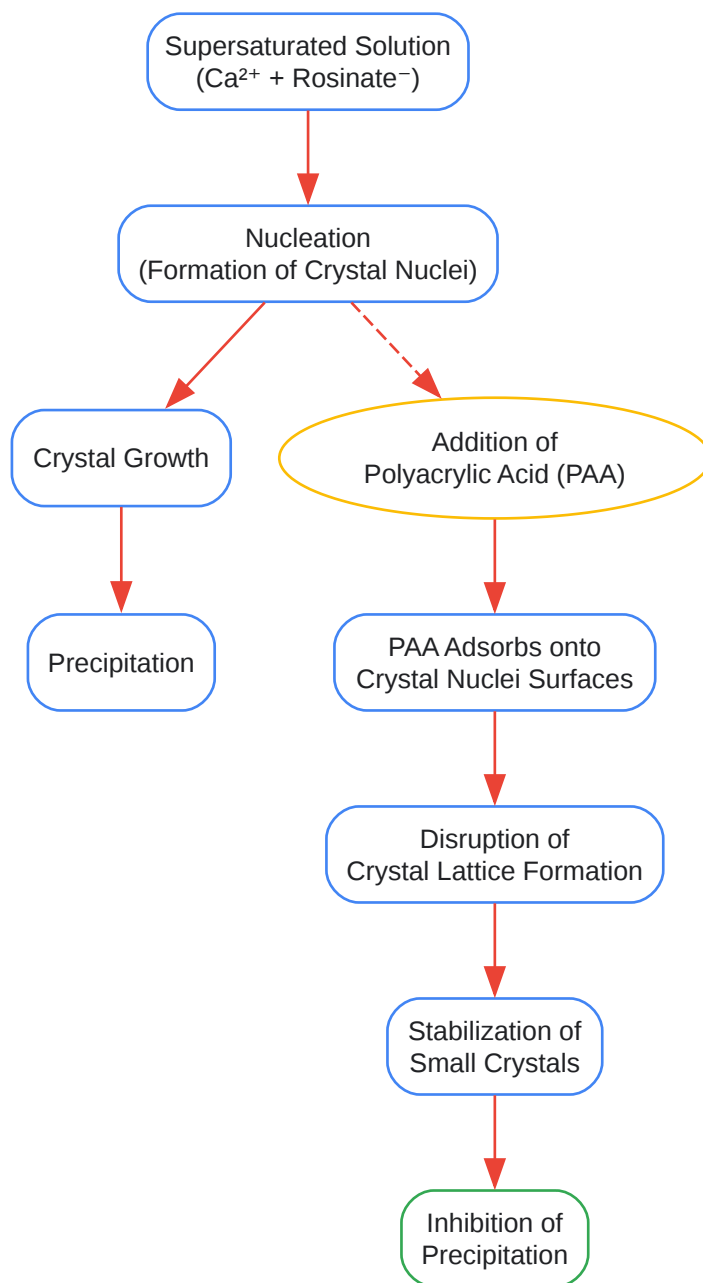 Supersaturated Solution
(Ca²⁺ + Rosinate⁻)
Nucleation
(Formation of Crystal Nuclei)
Crystal Growth
Addition of
Polyacrylic Acid (PAA)
Precipitation
PAA Adsorbs onto
Crystal Nuclei Surfaces
Disruption of
Crystal Lattice Formation
Stabilization of
Small Crystals
Inhibition of
Precipitation